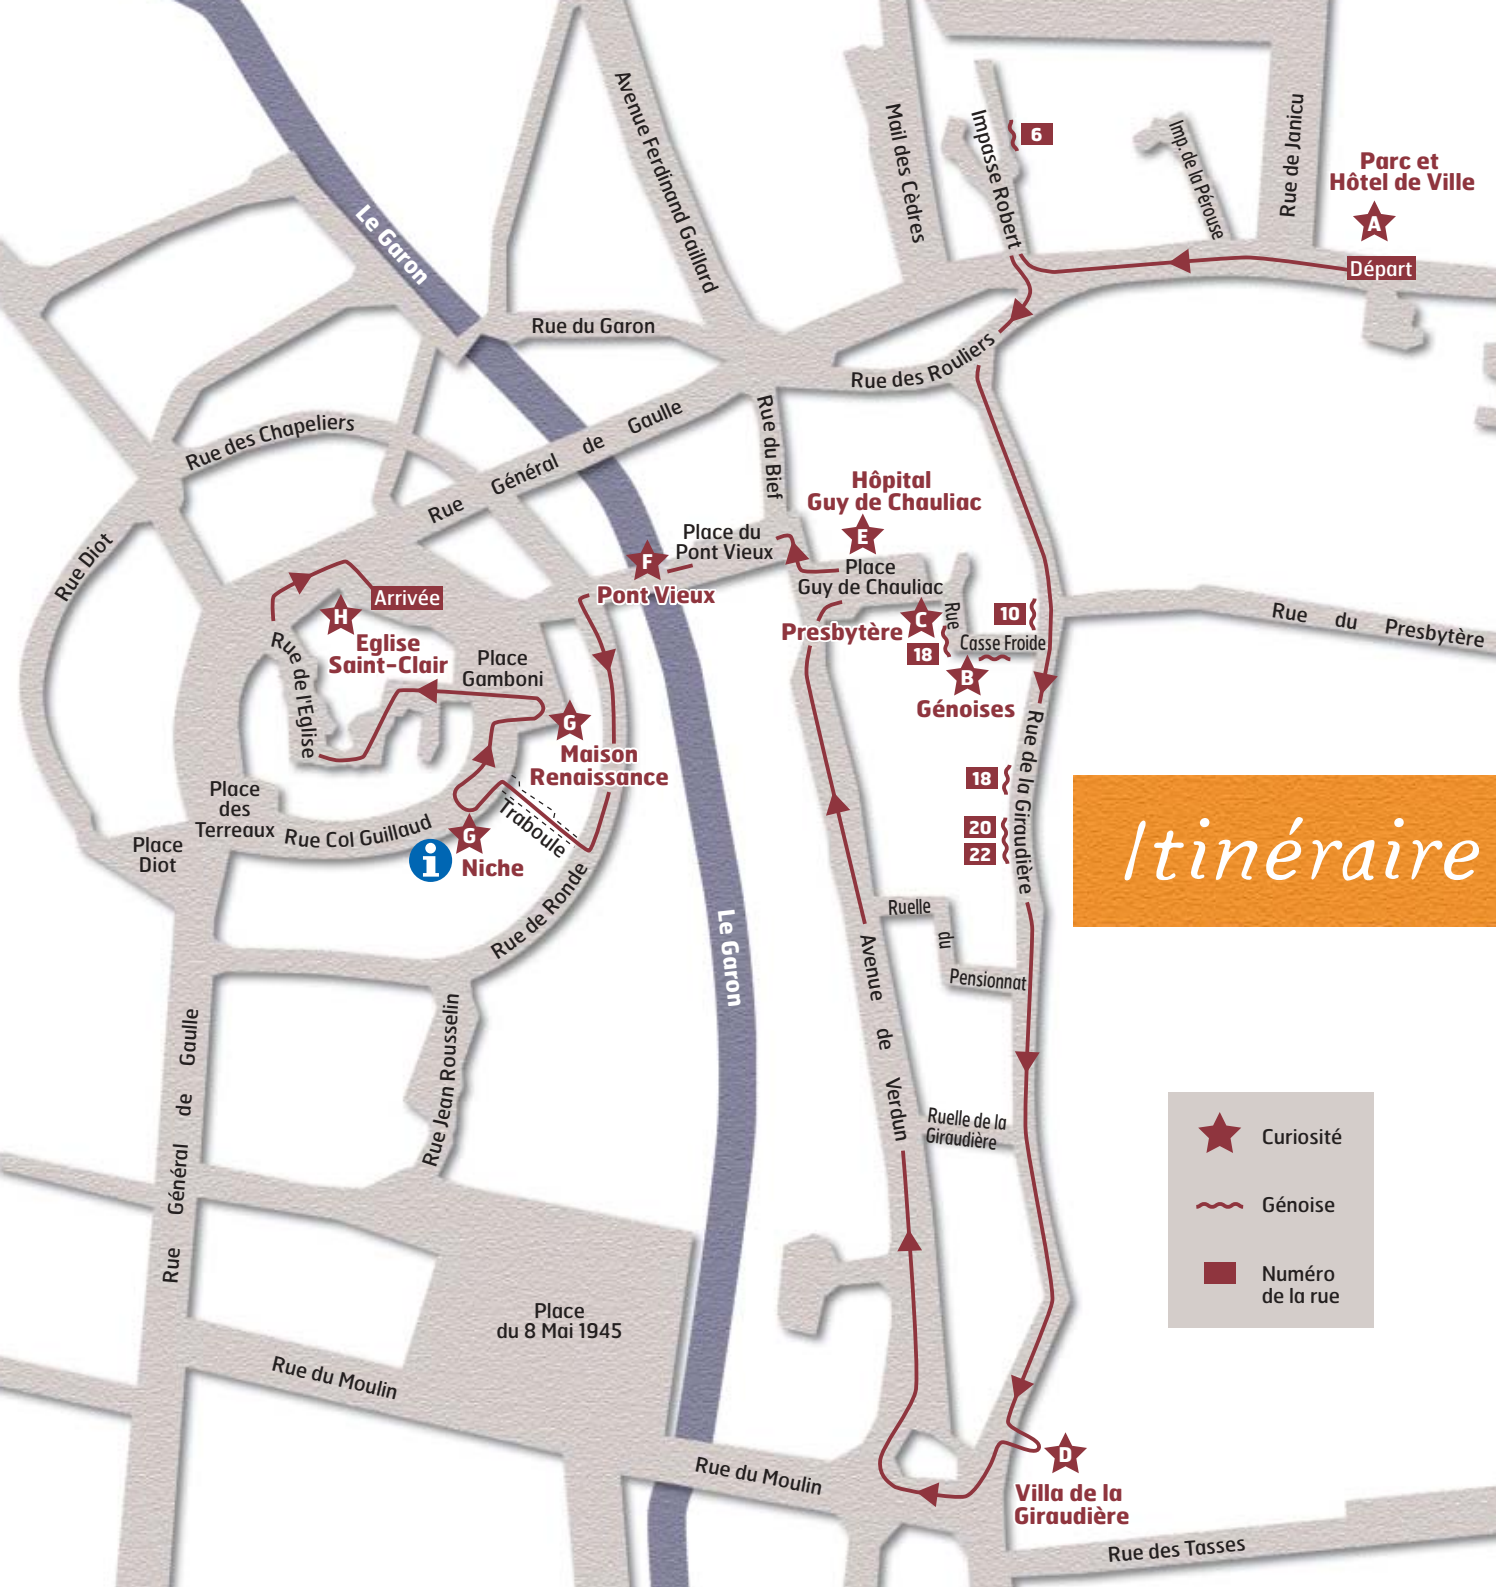 Avenue Ferdinand Gaillard
Mail des Cèdres
Impasse Robert
6
Imp. de la Pérouse
Rue de Janicu
Parc et
Hôtel de Ville
A
Départ
Le Garon
Rue du Garon
Rue des Rouliers
Rue des Chapeliers
Rue Général de Gaulle
Rue du Bief
Hôpital
Guy de Chauliac
E
Place du
Pont Vieux
F
Pont Vieux
Place
Guy de Chauliac
Rue Diot
Arrivée
H
Eglise
Saint-Clair
Rue de l'Eglise
Place
Gamboni
Presbytère
C
18
Rue
Casse Froide
10
B
Génoises
Rue du Presbytère
G
Maison
Renaissance
Rue de la Giraudière
18
20
22
Itinéraire
Place
des
Terreaux
Rue Col Guillaud
Traboule
G
Niche
i
Place
Diot
Rue de Ronde
Le Garon
Ruelle
du
Pensionnat
Avenue de Verdun
Rue Jean Rousselin
Rue Général de Gaulle
Ruelle de la
Giraudière
Curiosité
Génoise
Numéro
de la rue
Place
du 8 Mai 1945
Rue du Moulin
Rue du Moulin
D
Villa de la
Giraudière
Rue des Tasses